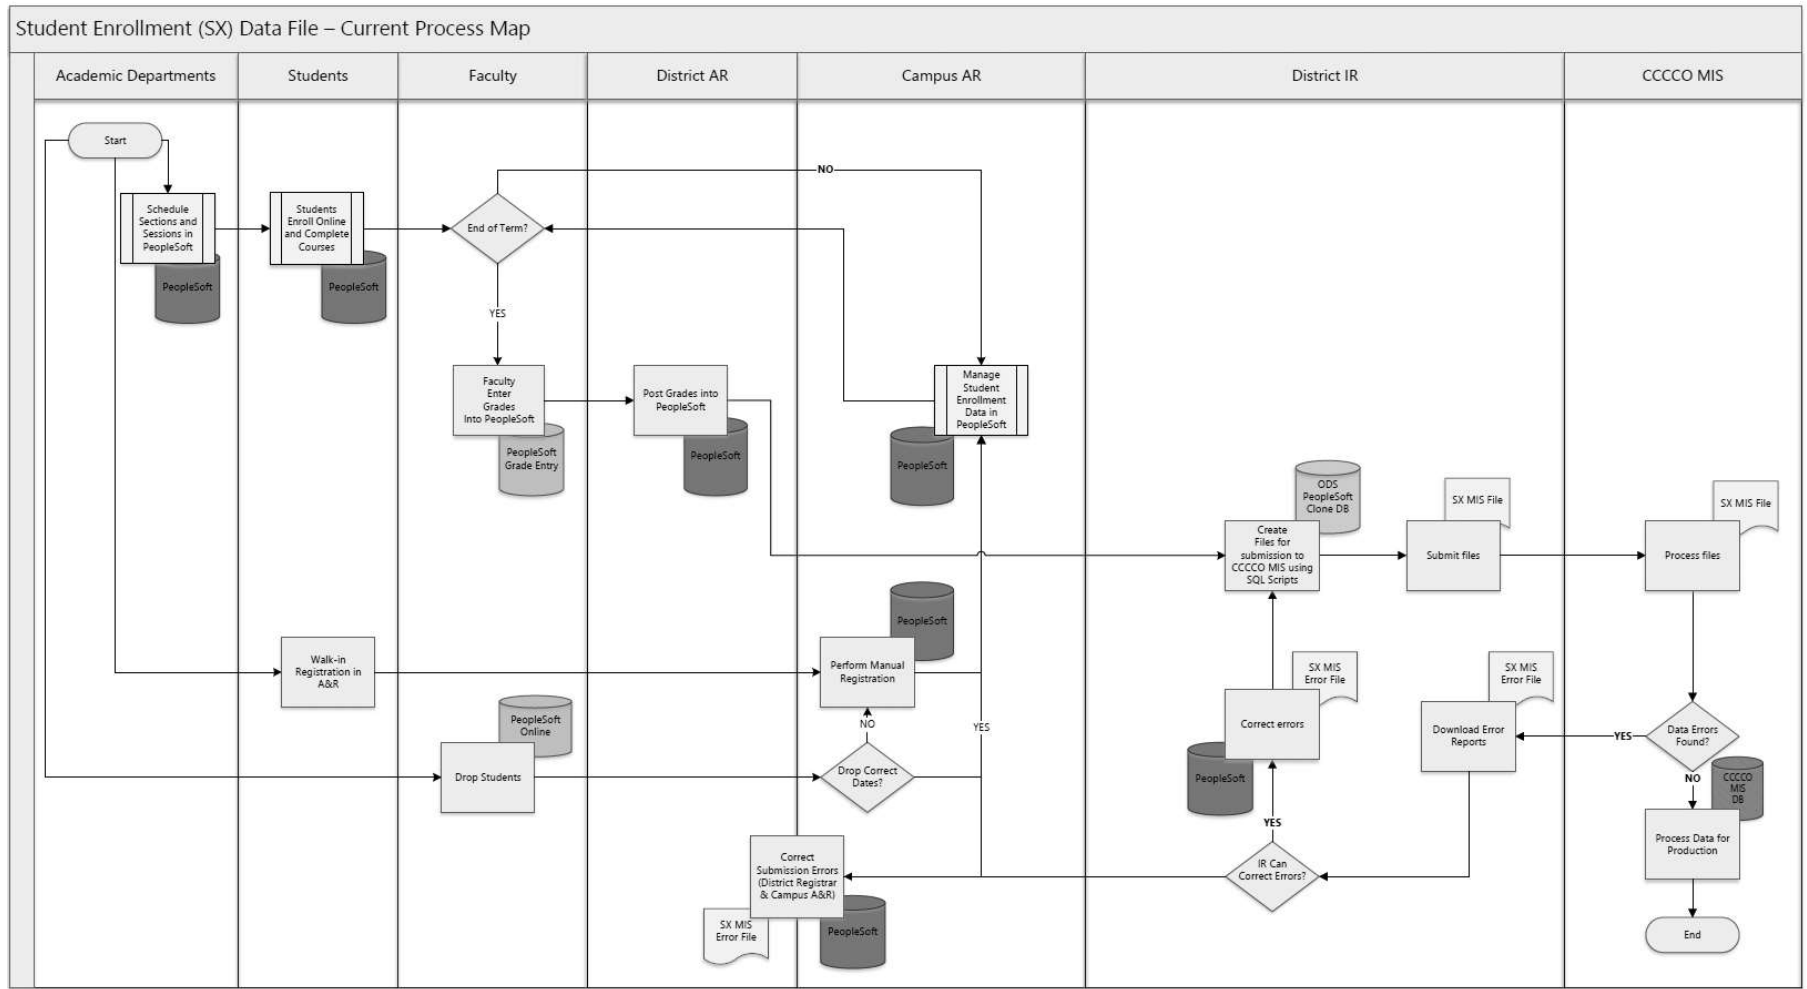 Student Enrollment (SX) Data File – Current Process Map
Academic Departments
Students
Faculty
District AR
Campus AR
District IR
CCCCO MIS
Start
NO
Schedule
Sections and
Sessions in
PeopleSoft
PeopleSoft
Students
Enroll Online
and Complete
Courses
PeopleSoft
End of Term?
YES
Faculty
Enter
Grades
Into PeopleSoft
PeopleSoft
Grade Entry
Post Grades into
PeopleSoft
PeopleSoft
Manage
Student
Enrollment
Data in
PeopleSoft
PeopleSoft
ODS
PeopleSoft
Clone DB
Create
Files for
submission to
CCCCO MIS using
SQL Scripts
SX MIS File
Submit files
SX MIS File
Process files
Walk-in
Registration in
A&R
PeopleSoft
Perform Manual
Registration
NO
YES
PeopleSoft
Online
Drop Students
Drop Correct
Dates?
SX MIS
Error File
Correct errors
PeopleSoft
YES
SX MIS
Error File
Download Error
Reports
YES
Data Errors
Found?
NO
CCCCO
MIS
DB
Process Data for
Production
Correct
Submission Errors
(District Registrar
& Campus A&R)
SX MIS
Error File
PeopleSoft
IR Can
Correct Errors?
End